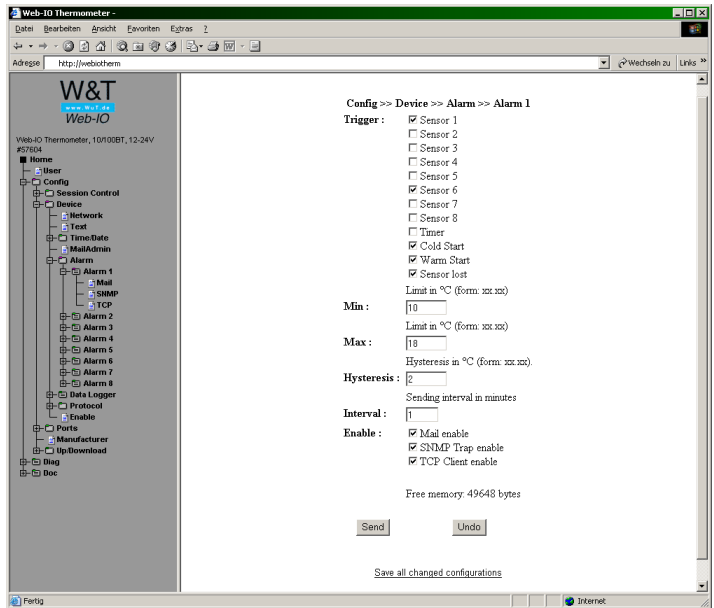 Web-IO Thermometer -
Datei Bearbeiten Ansicht Favoriten Extras ?
Adresse http://webiotherm Wechseln zu Links »
W&T
www.WuT.de
Web-IO
Web-IO Thermometer, 10/100BT, 12-24V
#57604
Home
User
Config
Session Control
Device
Network
Text
Time/Date
MailAdmin
Alarm
Alarm 1
Mail
SNMP
TCP
Alarm 2
Alarm 3
Alarm 4
Alarm 5
Alarm 6
Alarm 7
Alarm 8
Data Logger
Protocol
Enable
Ports
Manufacturer
Up/Download
Diag
Doc
Config >> Device >> Alarm >> Alarm 1
Trigger : Sensor 1
Sensor 2
Sensor 3
Sensor 4
Sensor 5
Sensor 6
Sensor 7
Sensor 8
Timer
Cold Start
Warm Start
Sensor lost
Limit in °C (form: xx.xx)
Min : 10
Limit in °C (form: xx.xx)
Max : 18
Hysteresis in °C (form: xx.xx).
Hysteresis : 2
Sending interval in minutes
Interval : 1
Enable : Mail enable
SNMP Trap enable
TCP Client enable
Free memory: 49648 bytes
Send Undo
Save all changed configurations
Fertig Internet